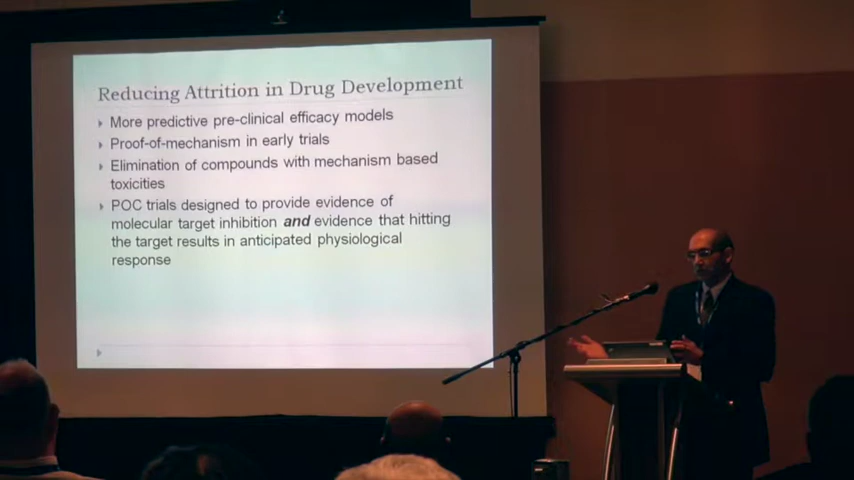 Reducing Attrition in Drug Development
More predictive pre-clinical efficacy models
Proof-of-mechanism in early trials
Elimination of compounds with mechanism based
toxicities
POC trials designed to provide evidence of
molecular target inhibition and evidence that hitting
the target results in anticipated physiological
response